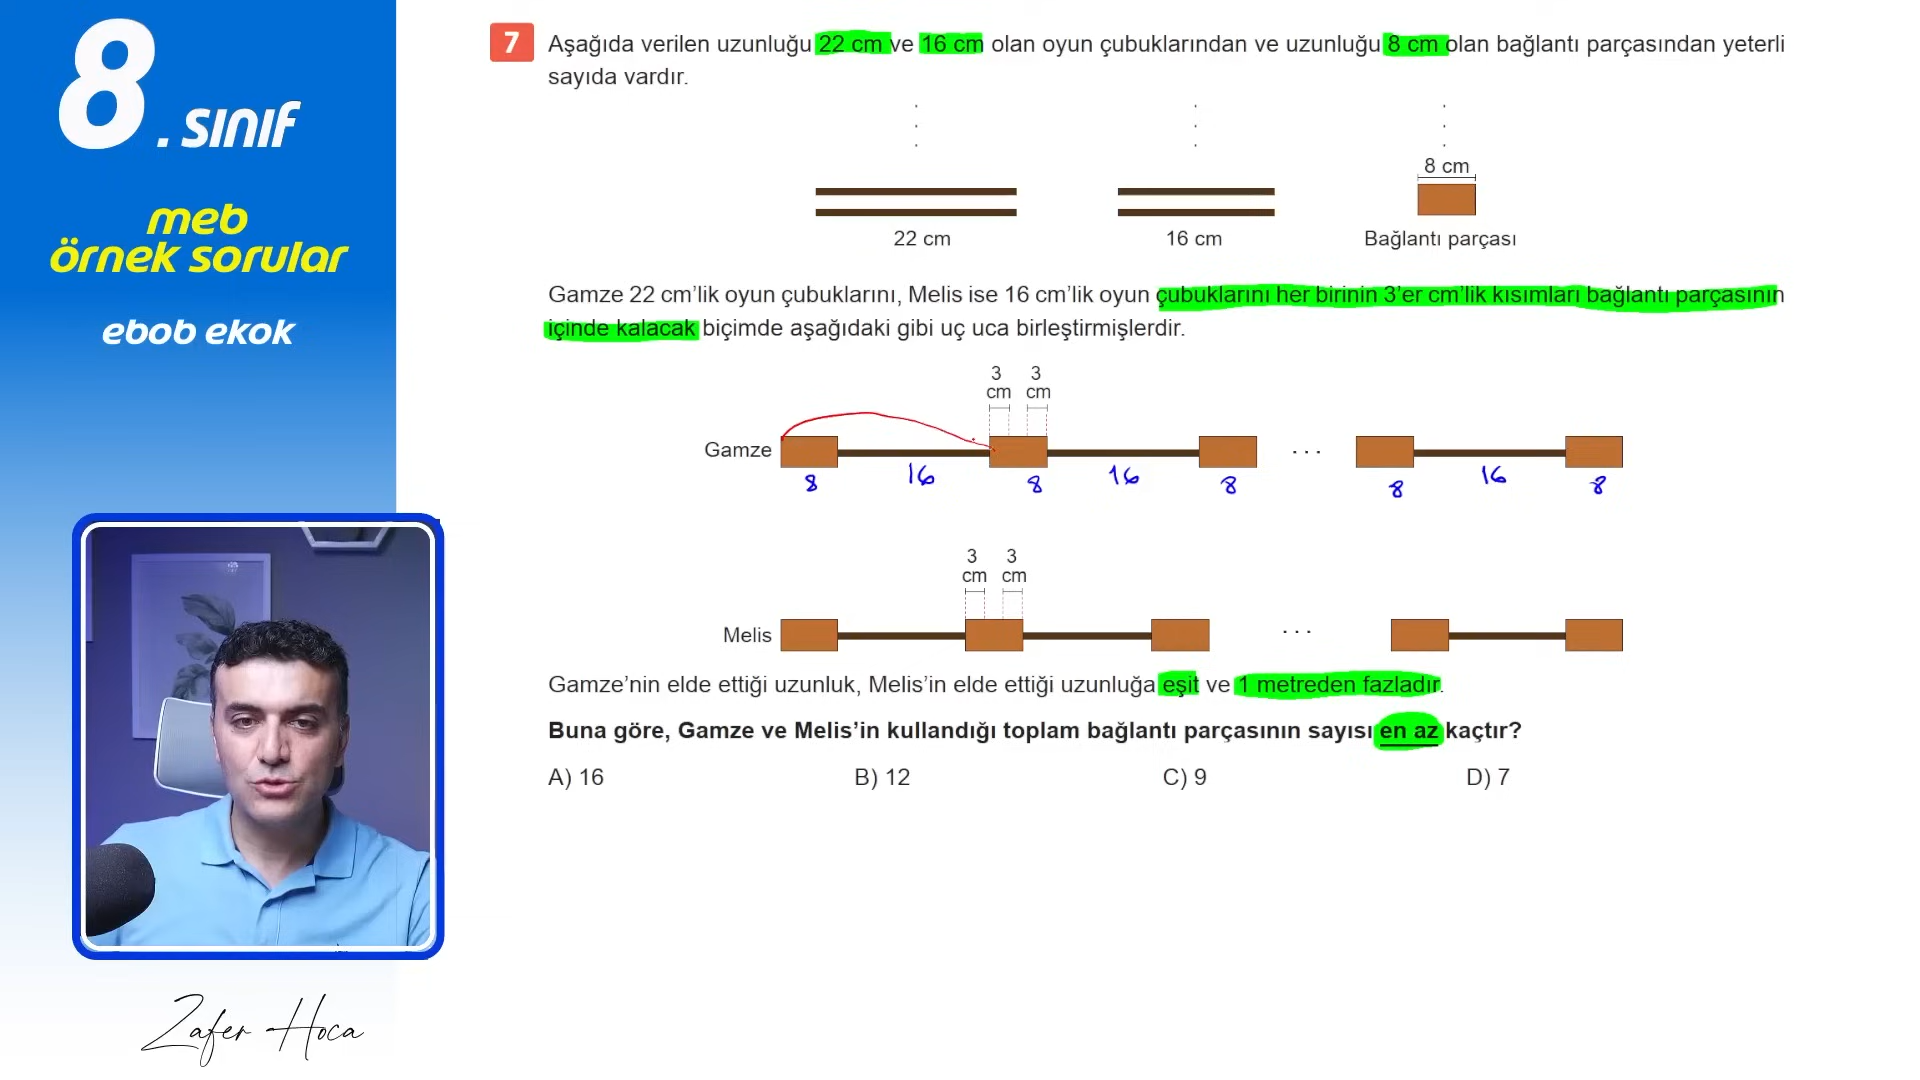 8. sınıf
meb
örnek sorular
ebob ekok
Zafer Hoca
7 Aşağıda verilen uzunluğu 22 cm ve 16 cm olan oyun çubuklarından ve uzunluğu 8 cm olan bağlantı parçasından yeterli
sayıda vardır.
8 cm
22 cm 16 cm Bağlantı parçası
Gamze 22 cm’lik oyun çubuklarını, Melis ise 16 cm’lik oyun çubuklarını her birinin 3’er cm’lik kısımları bağlantı parçasının
içinde kalacak biçimde aşağıdaki gibi uç uca birleştirmişlerdir.
3 3
cm cm
Gamze ...
8 16 8 16 8 8 16 8
3 3
cm cm
Melis ...
Gamze’nin elde ettiği uzunluk, Melis’in elde ettiği uzunluğa eşit ve 1 metreden fazladır.
Buna göre, Gamze ve Melis’in kullandığı toplam bağlantı parçasının sayısı en az kaçtır?
A) 16 B) 12 C) 9 D) 7